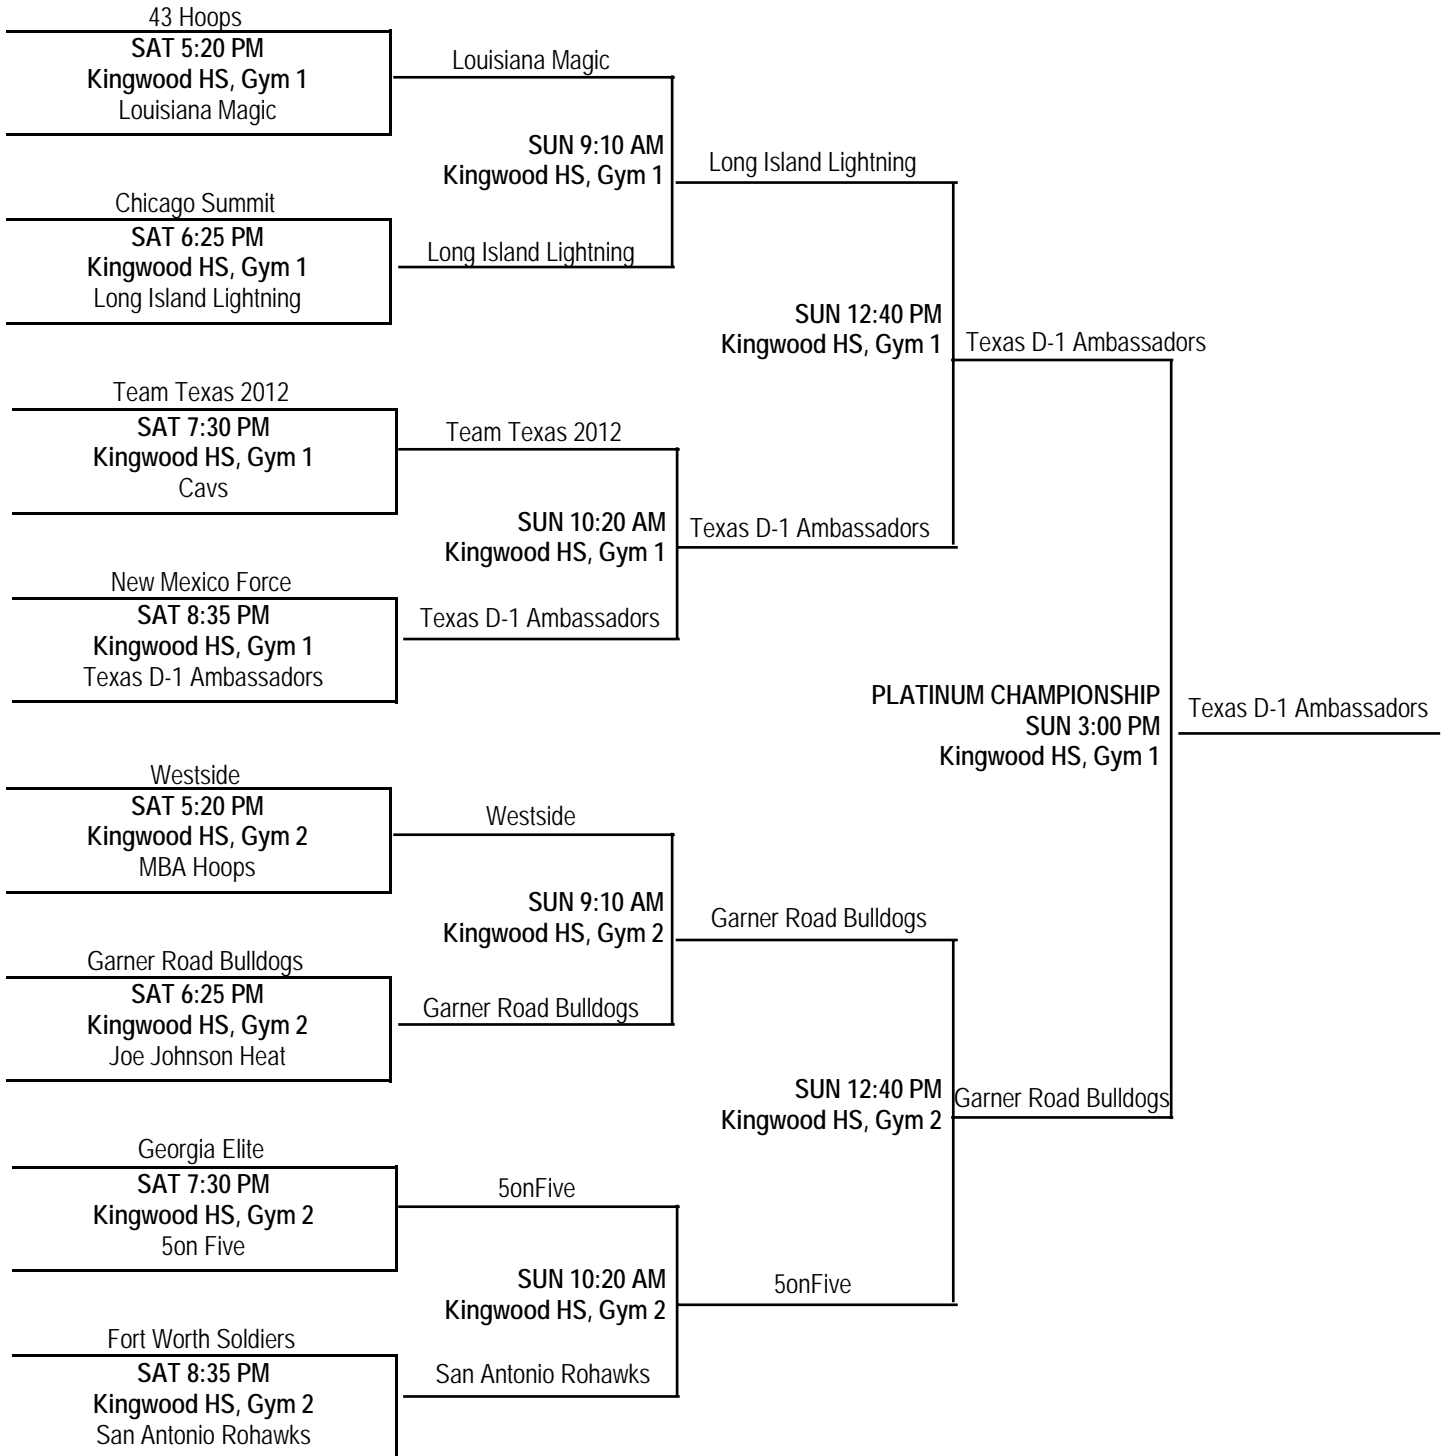 43 Hoops
SAT 5:20 PM
Kingwood HS, Gym 1
Louisiana Magic
Chicago Summit
SAT 6:25 PM
Kingwood HS, Gym 1
Long Island Lightning
Team Texas 2012
SAT 7:30 PM
Kingwood HS, Gym 1
Cavs
New Mexico Force
SAT 8:35 PM
Kingwood HS, Gym 1
Texas D-1 Ambassadors
Westside
SAT 5:20 PM
Kingwood HS, Gym 2
MBA Hoops
Garner Road Bulldogs
SAT 6:25 PM
Kingwood HS, Gym 2
Joe Johnson Heat
Georgia Elite
SAT 7:30 PM
Kingwood HS, Gym 2
5on Five
Fort Worth Soldiers
SAT 8:35 PM
Kingwood HS, Gym 2
San Antonio Rohawks
Louisiana Magic
SUN 9:10 AM
Kingwood HS, Gym 1
Long Island Lightning
Team Texas 2012
SUN 10:20 AM
Kingwood HS, Gym 1
Texas D-1 Ambassadors
Westside
SUN 9:10 AM
Kingwood HS, Gym 2
Garner Road Bulldogs
5onFive
SUN 10:20 AM
Kingwood HS, Gym 2
San Antonio Rohawks
Long Island Lightning
SUN 12:40 PM
Kingwood HS, Gym 1
Texas D-1 Ambassadors
Garner Road Bulldogs
SUN 12:40 PM
Kingwood HS, Gym 2
5onFive
Texas D-1 Ambassadors
PLATINUM CHAMPIONSHIP
SUN 3:00 PM
Kingwood HS, Gym 1
Garner Road Bulldogs
Texas D-1 Ambassadors